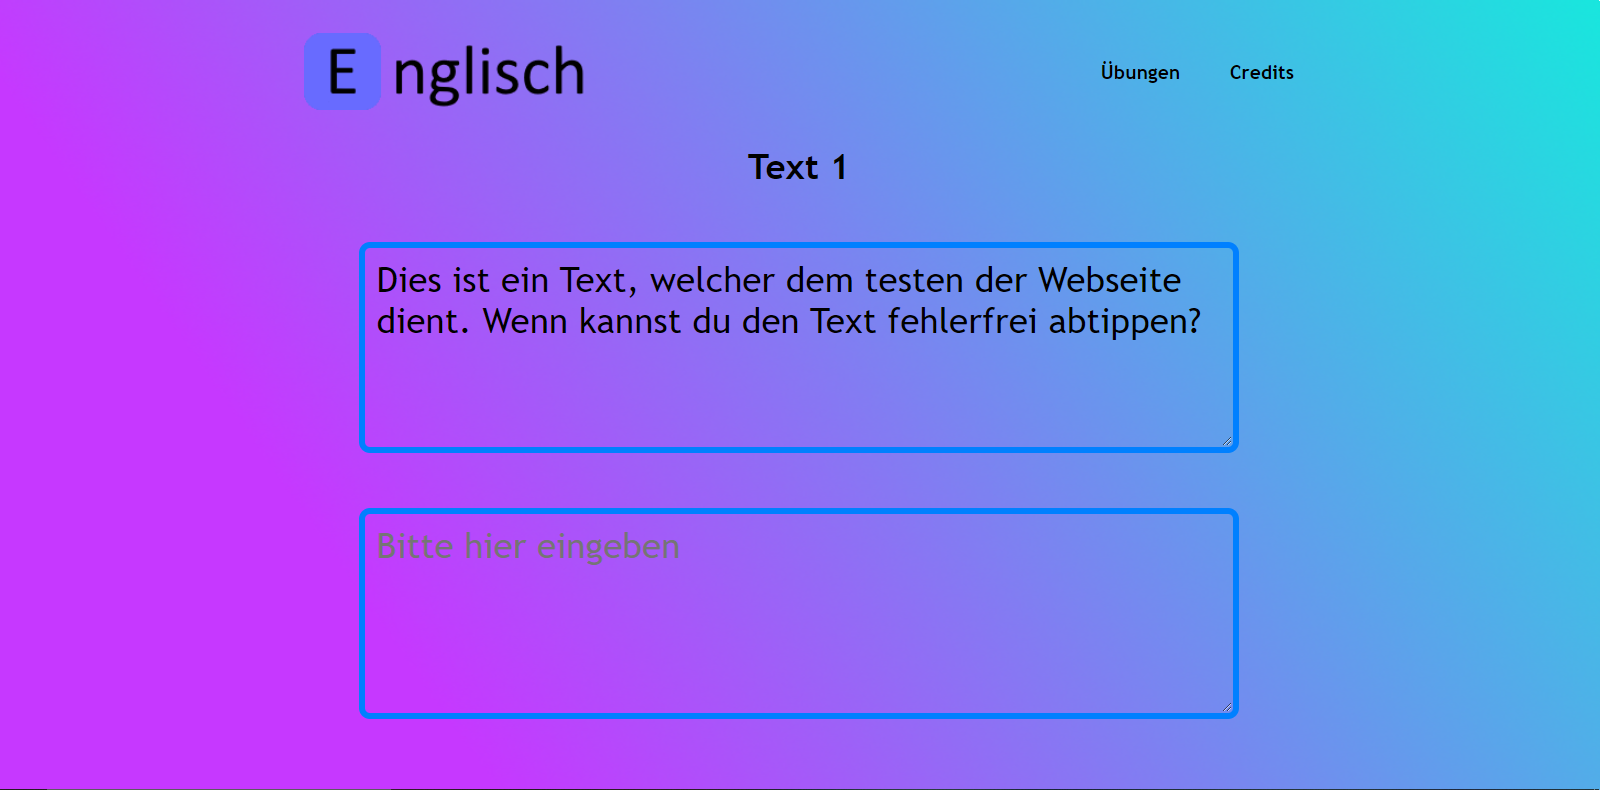 E nglisch
Übungen Credits
Text 1
Dies ist ein Text, welcher dem testen der Webseite
dient. Wenn kannst du den Text fehlerfrei abtippen?
Bitte hier eingeben